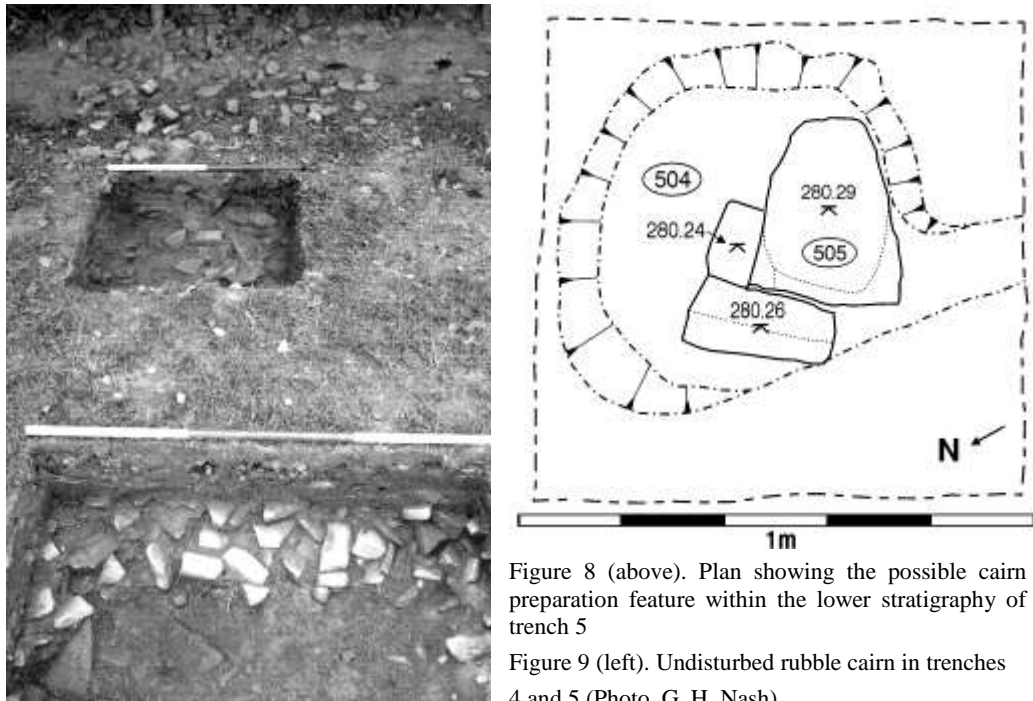 504
280.29
280.24
505
280.26
N
1m
Figure 8 (above). Plan showing the possible cairn
preparation feature within the lower stratigraphy of
trench 5
Figure 9 (left). Undisturbed rubble cairn in trenches
4 and 5 (Photo. G. H. Nash)